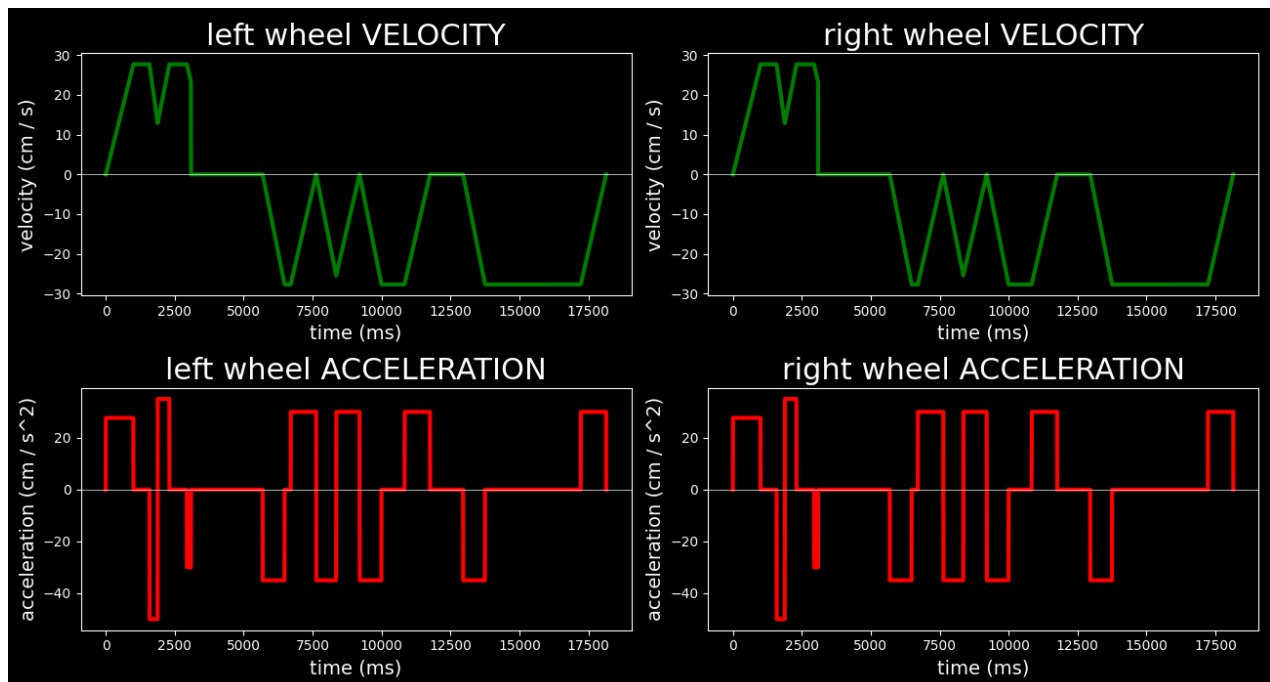 left wheel VELOCITY
velocity (cm / s)
30
20
10
0
−10
−20
−30
0 2500 5000 7500 10000 12500 15000 17500
time (ms)
right wheel VELOCITY
velocity (cm / s)
30
20
10
0
−10
−20
−30
0 2500 5000 7500 10000 12500 15000 17500
time (ms)
left wheel ACCELERATION
acceleration (cm / s^2)
20
0
−20
−40
0 2500 5000 7500 10000 12500 15000 17500
time (ms)
right wheel ACCELERATION
acceleration (cm / s^2)
20
0
−20
−40
0 2500 5000 7500 10000 12500 15000 17500
time (ms)